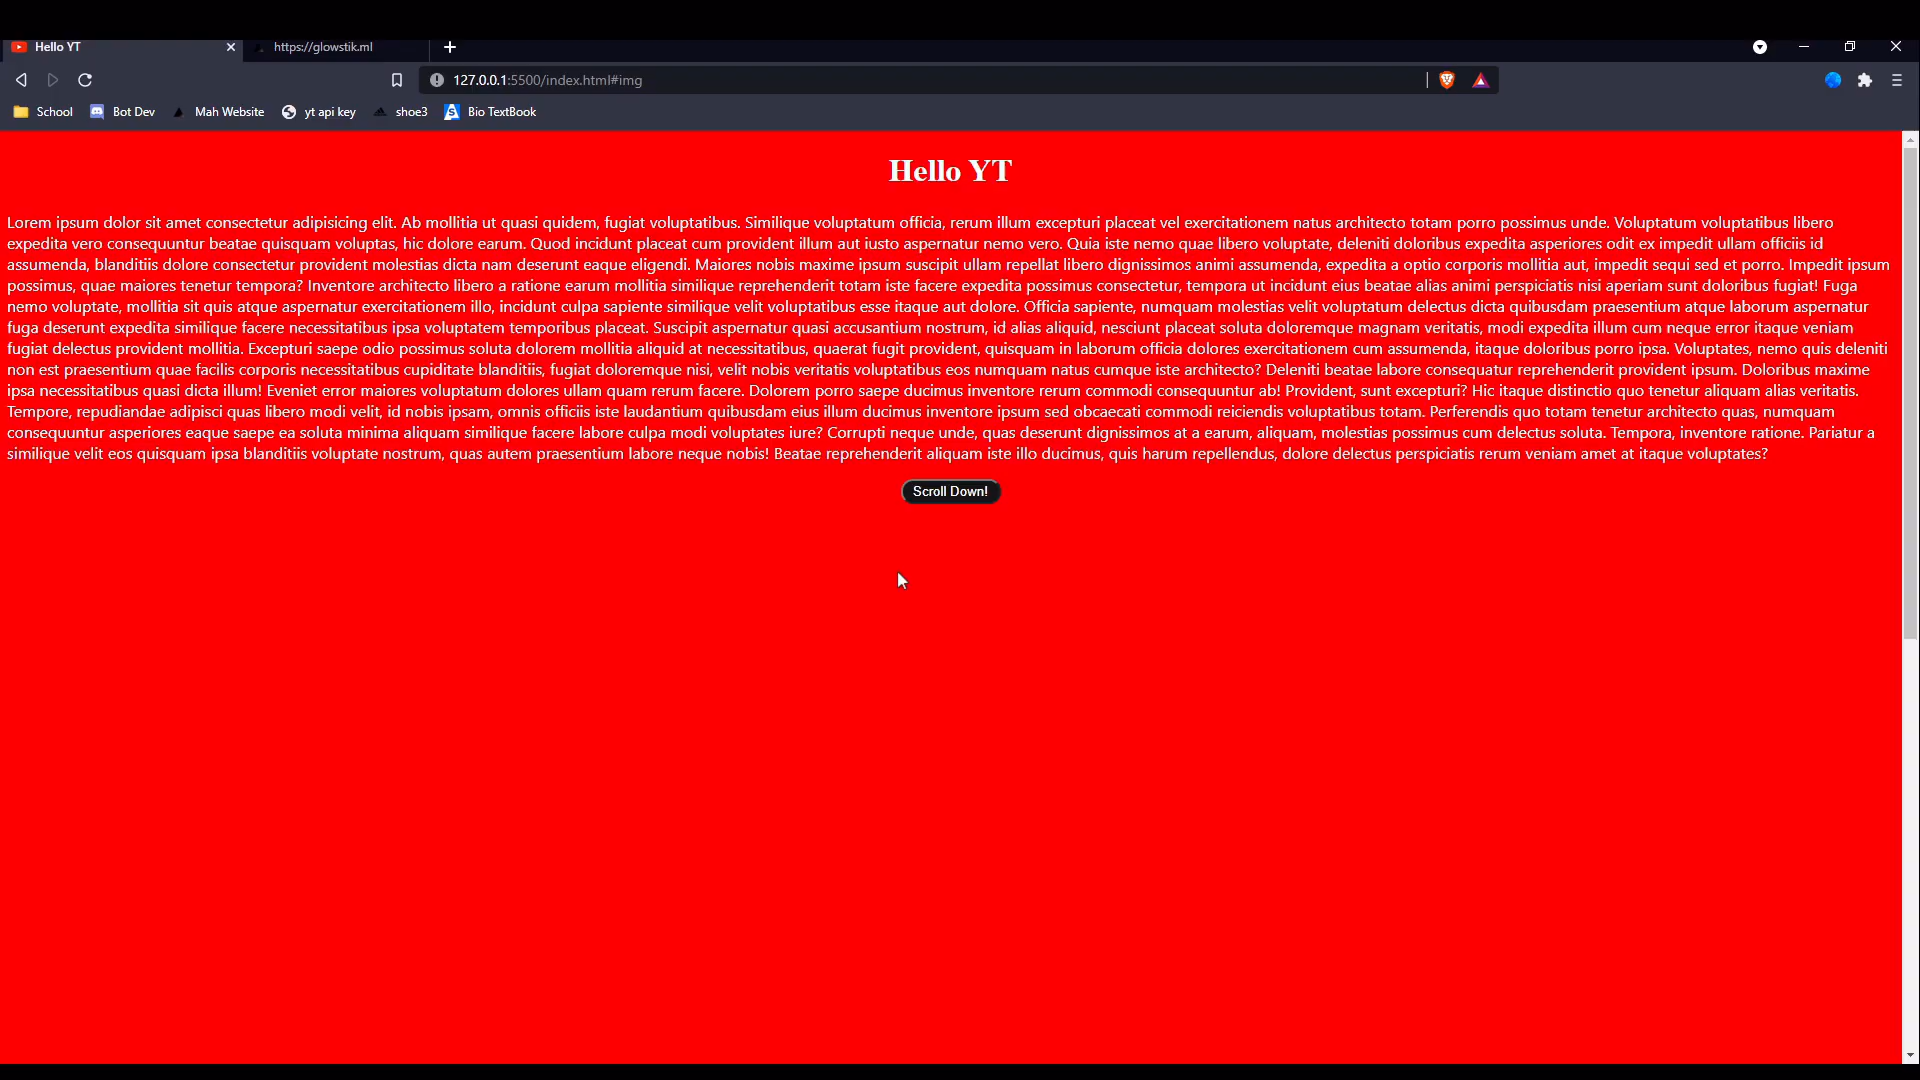 Hello YT
https://glowstik.ml
127.0.0.1:5500/index.html#img
School
Bot Dev
Mah Website
yt api key
shoe3
Bio TextBook
Hello YT
Lorem ipsum dolor sit amet consectetur adipisicing elit. Ab mollitia ut quasi quidem, fugiat voluptatibus. Similique voluptatum officia, rerum illum excepturi placeat vel exercitationem natus architecto totam porro possimus unde. Voluptatum voluptatibus libero
expedita vero consequuntur beatae quisquam voluptas, hic dolore earum. Quod incidunt placeat cum provident illum aut iusto aspernatur nemo vero. Quia iste nemo quae libero voluptate, deleniti doloribus expedita asperiores odit ex impedit ullam officiis id
assumenda, blanditiis dolore consectetur provident molestias dicta nam deserunt eaque eligendi. Maiores nobis maxime ipsum suscipit ullam repellat libero dignissimos animi assumenda, expedita a optio corporis mollitia aut, impedit sequi sed et porro. Impedit ipsum
possimus, quae maiores tenetur tempora? Inventore architecto libero a ratione earum mollitia similique reprehenderit totam iste facere expedita possimus consectetur, tempora ut incidunt eius beatae alias animi perspiciatis nisi aperiam sunt doloribus fugiat! Fuga
nemo voluptate, mollitia sit quis atque aspernatur exercitationem illo, incidunt culpa sapiente similique velit voluptatibus esse itaque aut dolore. Officia sapiente, numquam molestias velit voluptatum delectus dicta quibusdam praesentium atque laborum aspernatur
fuga deserunt expedita similique facere necessitatibus ipsa voluptatem temporibus placeat. Suscipit aspernatur quasi accusantium nostrum, id alias aliquid, nesciunt placeat soluta doloremque magnam veritatis, modi expedita illum cum neque error itaque veniam
fugiat delectus provident mollitia. Excepturi saepe odio possimus soluta dolorem mollitia aliquid at necessitatibus, quaerat fugit provident, quisquam in laborum officia dolores exercitationem cum assumenda, itaque doloribus porro ipsa. Voluptates, nemo quis deleniti
non est praesentium quae facilis corporis necessitatibus cupiditate blanditiis, fugiat doloremque nisi, velit nobis veritatis voluptatibus eos numquam natus cumque iste architecto? Deleniti beatae labore consequatur reprehenderit provident ipsum. Doloribus maxime
ipsa necessitatibus quasi dicta illum! Eveniet error maiores voluptatum dolores ullam quam rerum facere. Dolorem porro saepe ducimus inventore rerum commodi consequuntur ab! Provident, sunt excepturi? Hic itaque distinctio quo tenetur aliquam alias veritatis.
Tempore, repudiandae adipisci quas libero modi velit, id nobis ipsam, omnis officiis iste laudantium quibusdam eius illum ducimus inventore ipsum sed obcaecati commodi reiciendis voluptatibus totam. Perferendis quo totam tenetur architecto quas, numquam
consequuntur asperiores eaque saepe ea soluta minima aliquam similique facere labore culpa modi voluptates iure? Corrupti neque unde, quas deserunt dignissimos at a earum, aliquam, molestias possimus cum delectus soluta. Tempora, inventore ratione. Pariatur a
similique velit eos quisquam ipsa blanditiis voluptate nostrum, quas autem praesentium labore neque nobis! Beatae reprehenderit aliquam iste illo ducimus, quis harum repellendus, dolore delectus perspiciatis rerum veniam amet at itaque voluptates?
Scroll Down!